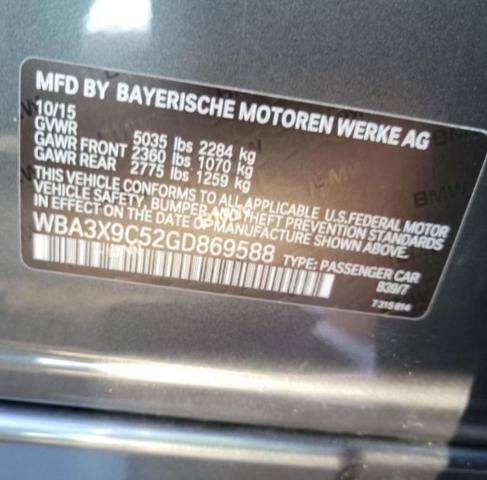 MFD BY BAYERISCHE MOTOREN WERKE AG
10/15
GVWR 5035 lbs 2284 kg
GAWR FRONT 2360 lbs 1070 kg
GAWR REAR 2775 lbs 1259 kg
THIS VEHICLE CONFORMS TO ALL APPLICABLE U.S.FEDERAL MOTOR
VEHICLE SAFETY, BUMPER AND THEFT PREVENTION STANDARDS
IN EFFECT ON DATE OF MANUFACTURE SHOWN ABOVE.
WBA3X9C52GD869588 TYPE: PASSENGER CAR
B39/7
7 315 814
BMW